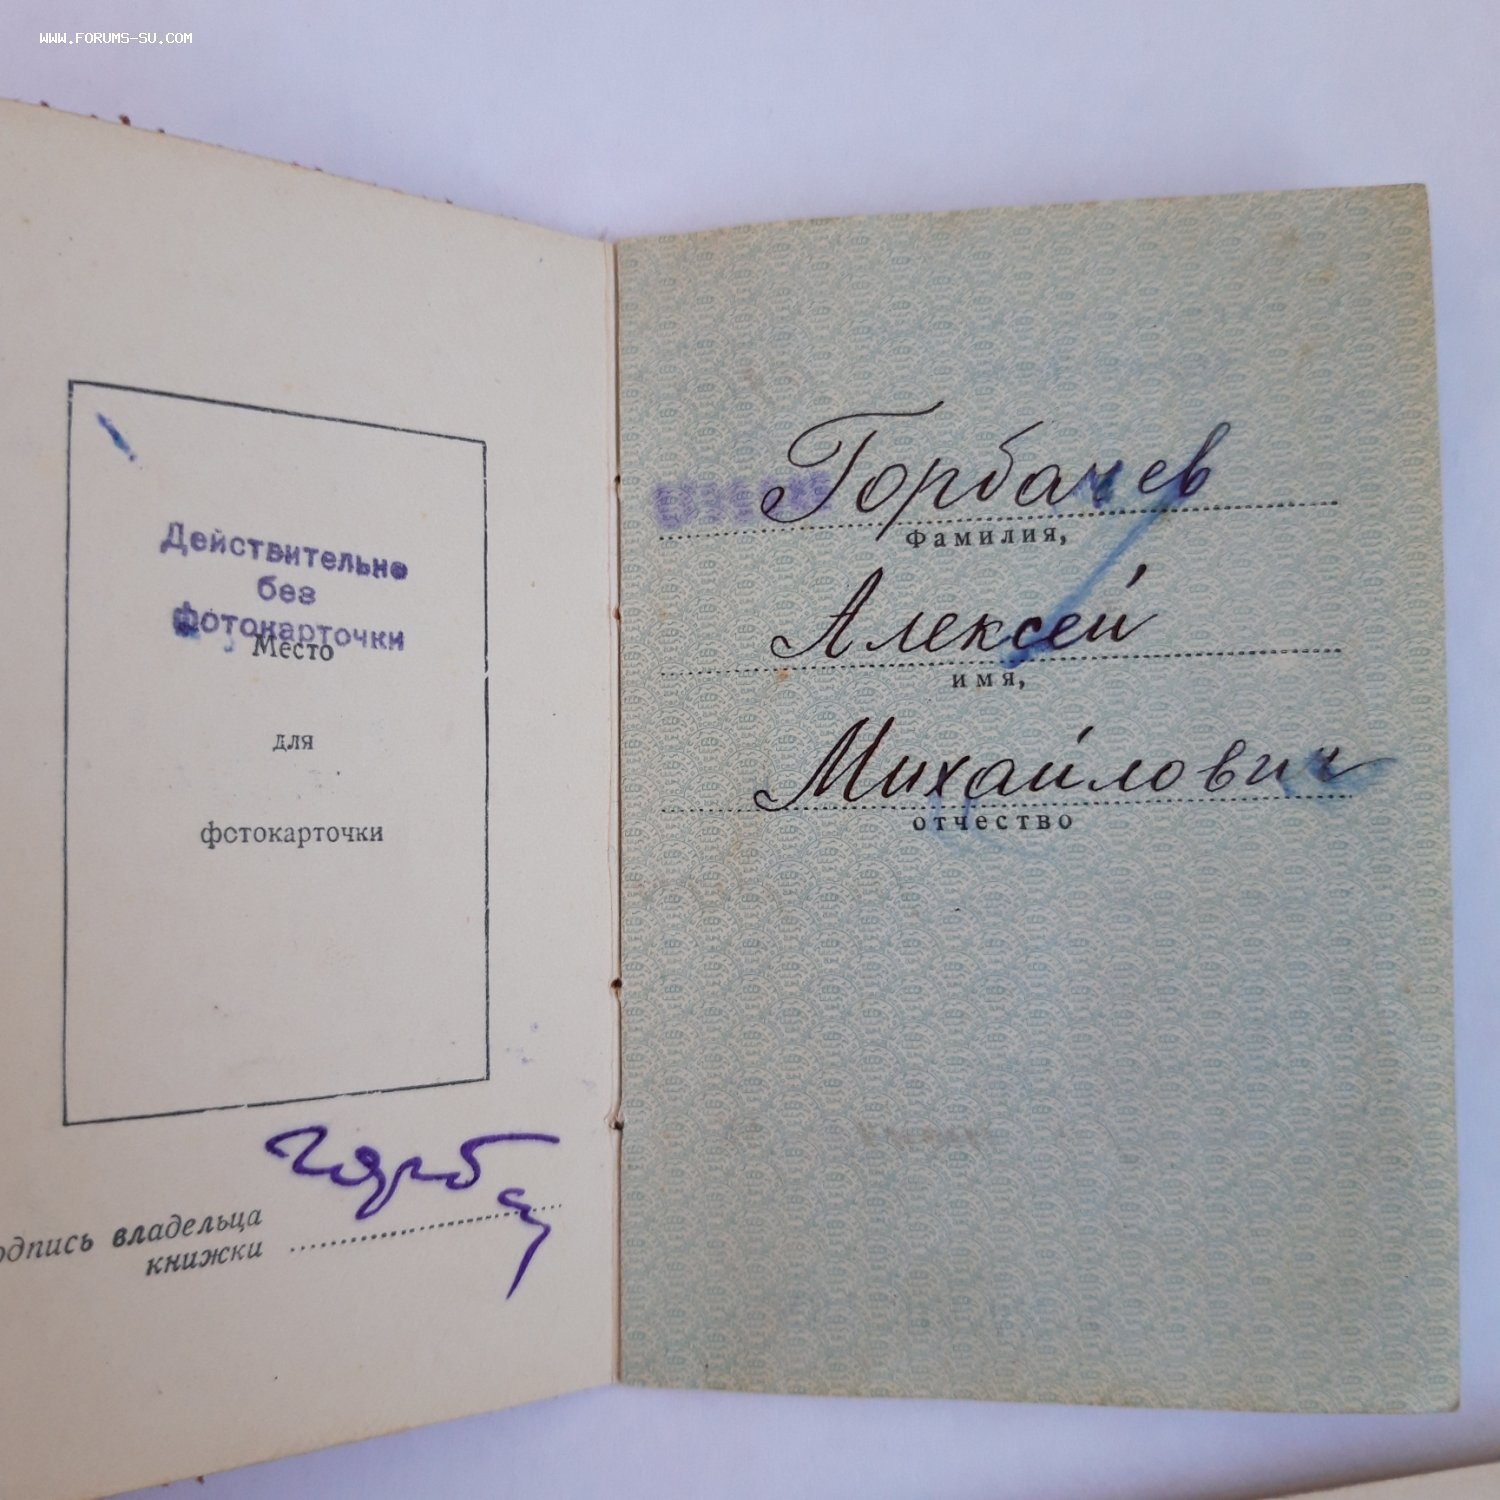 WWW.FORUMS-SU.COM
Действительно
без
фотокарточки
Место
для
фотокарточки
одпись владельца
книжки
Горбачев
Фамилия,
Алексей
имя,
Михайлович
отчество